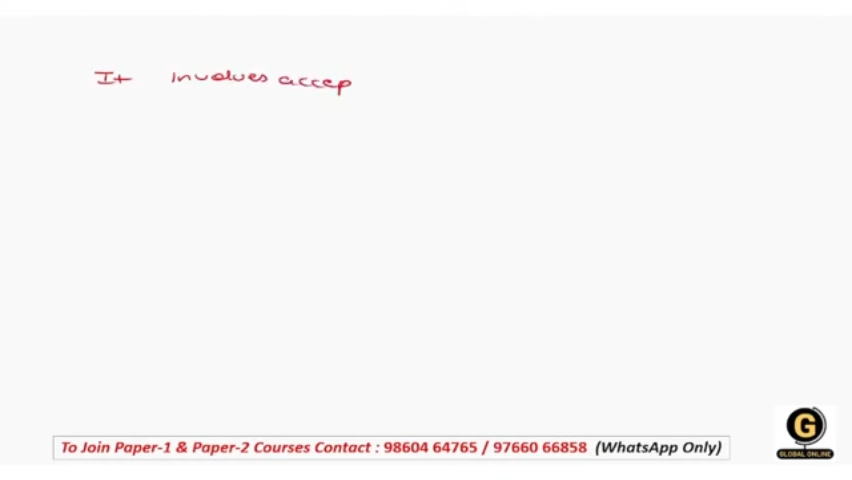 It involves accep
To Join Paper-1 & Paper-2 Courses Contact : 98604 64765 / 97660 66858 (WhatsApp Only)
G
GLOBAL ONLINE